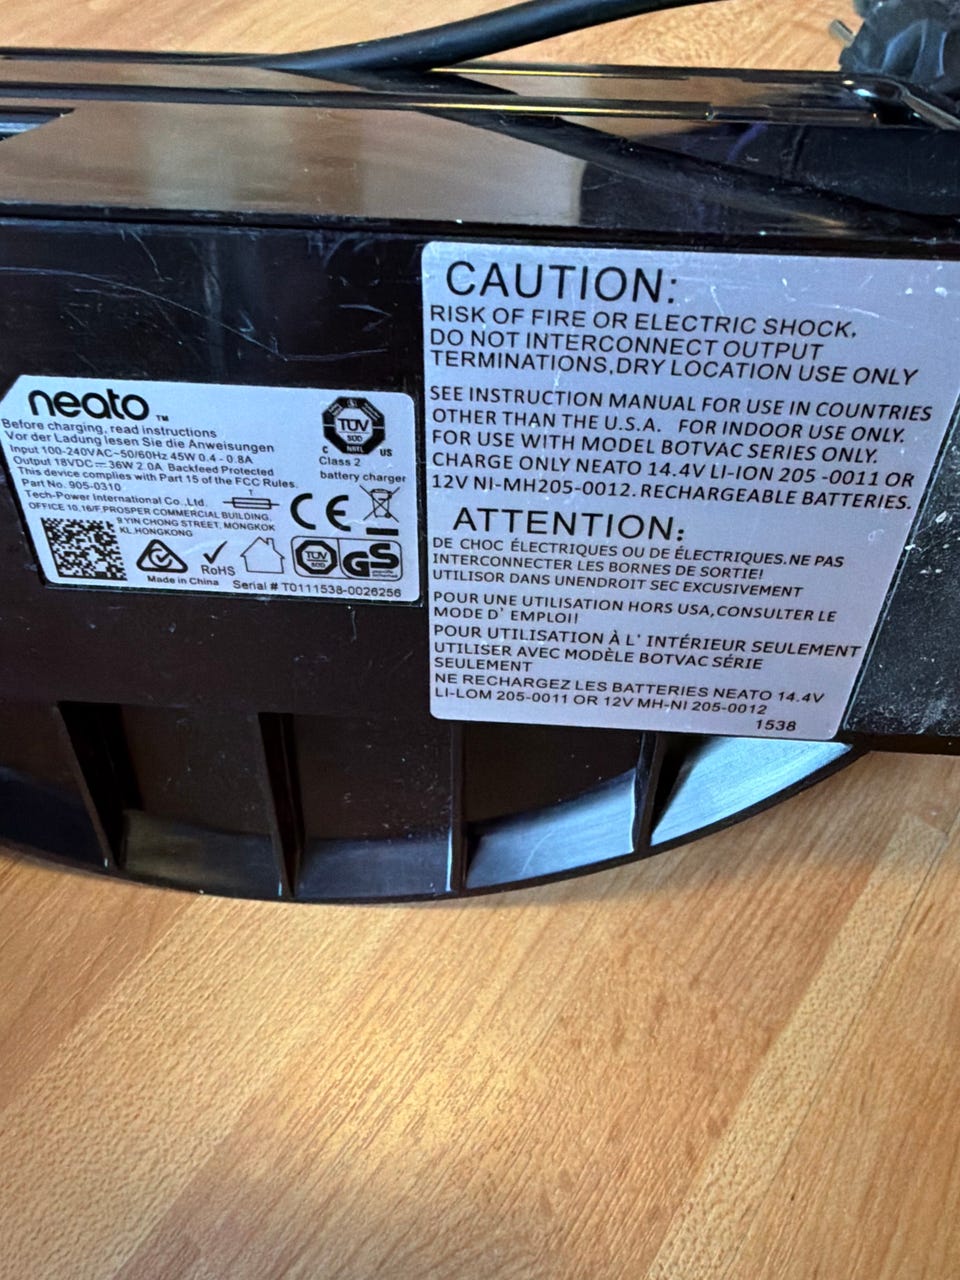 neato™
Before charging, read instructions
Vor der Ladung lesen Sie die Anweisungen
Input 100-240VAC~50/60Hz 45W 0.4 - 0.8A
Output 18VDC⎓36W 2.0A Backfeed Protected
This device complies with Part 15 of the FCC Rules.
Part No. 905-0310
Tech-Power International Co., Ltd.
OFFICE 10,16/F,PROSPER COMMERCIAL BUILDING,
9 YIN CHONG STREET, MONGKOK
KL,HONGKONG
TÜV
SÜD
NRTL
C US
Class 2
battery charger
T
CE
RoHS
TÜV
SÜD
GS
Made in China
Serial # T0111538-0026256
CAUTION:
RISK OF FIRE OR ELECTRIC SHOCK,
DO NOT INTERCONNECT OUTPUT
TERMINATIONS,DRY LOCATION USE ONLY
SEE INSTRUCTION MANUAL FOR USE IN COUNTRIES
OTHER THAN THE U.S.A. FOR INDOOR USE ONLY.
FOR USE WITH MODEL BOTVAC SERIES ONLY.
CHARGE ONLY NEATO 14.4V LI-ION 205 -0011 OR
12V NI-MH205-0012. RECHARGEABLE BATTERIES.
ATTENTION:
DE CHOC ÉLECTRIQUES OU DE ÉLECTRIQUES.NE PAS
INTERCONNECTER LES BORNES DE SORTIE!
UTILISOR DANS UNENDROIT SEC EXCUSIVEMENT
POUR UNE UTILISATION HORS USA,CONSULTER LE
MODE D' EMPLOI!
POUR UTILISATION À L' INTÉRIEUR SEULEMENT
UTILISER AVEC MODÈLE BOTVAC SÉRIE
SEULEMENT
NE RECHARGEZ LES BATTERIES NEATO 14.4V
LI-LOM 205-0011 OR 12V MH-NI 205-0012
1538